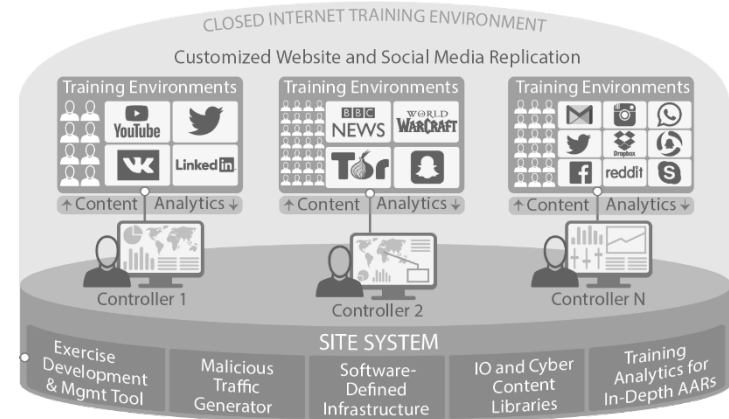 CLOSED INTERNET TRAINING ENVIRONMENT
Customized Website and Social Media Replication
Training Environments
YouTube
VK
Linked in
↑ Content Analytics ↓
Controller 1
Training Environments
BBC
NEWS
WORLD
WARCRAFT
Tor
↑ Content Analytics ↓
Controller 2
Training Environments
Dropbox
f reddit S
↑ Content Analytics ↓
Controller N
SITE SYSTEM
Exercise
Development
& Mgmt Tool
Malicious
Traffic
Generator
Software-
Defined
Infrastructure
IO and Cyber
Content
Libraries
Training
Analytics for
In-Depth AARs